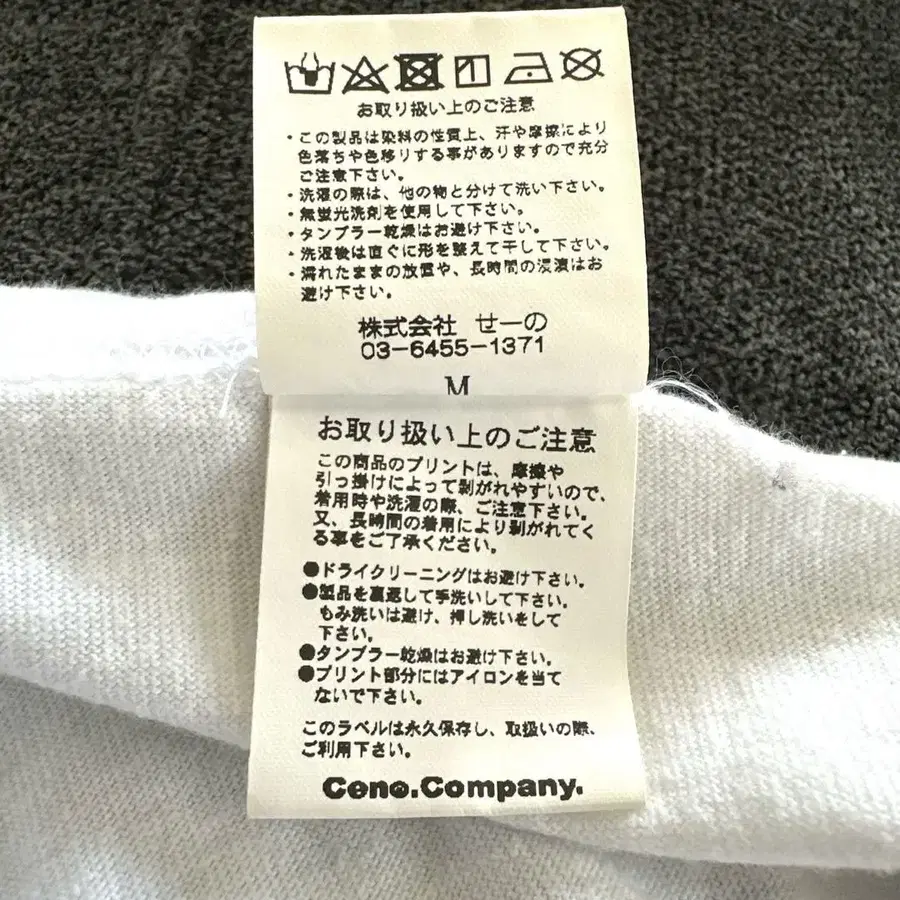 お取り扱い上のご注意
・この製品は染料の性質上、汗や摩擦により
色落ちや色移りする事がありますので充分
ご注意下さい。
・洗濯の際は、他の物と分けて洗い下さい。
・無蛍光洗剤を使用して下さい。
・タンブラー乾燥はお避け下さい。
・洗濯後は直ぐに形を整えて干して下さい。
・濡れたままの放置や、長時間の浸漬はお
避け下さい。
株式会社 せーの
03-6455-1371
M
お取り扱い上のご注意
この商品のプリントは、摩擦や
引っ掛けによって剥がれやすいので、
着用時や洗濯の際、ご注意下さい。
又、長時間の着用により剥がれてく
る事をご了承ください。
●ドライクリーニングはお避け下さい。
●製品を裏返して手洗いして下さい。
もみ洗いは避け、押し洗いをして
下さい。
●タンブラー乾燥はお避け下さい。
●プリント部分にはアイロンを当て
ないで下さい。
このラベルは永久保存し、取扱いの際、
ご利用下さい。
Ceno.Company.